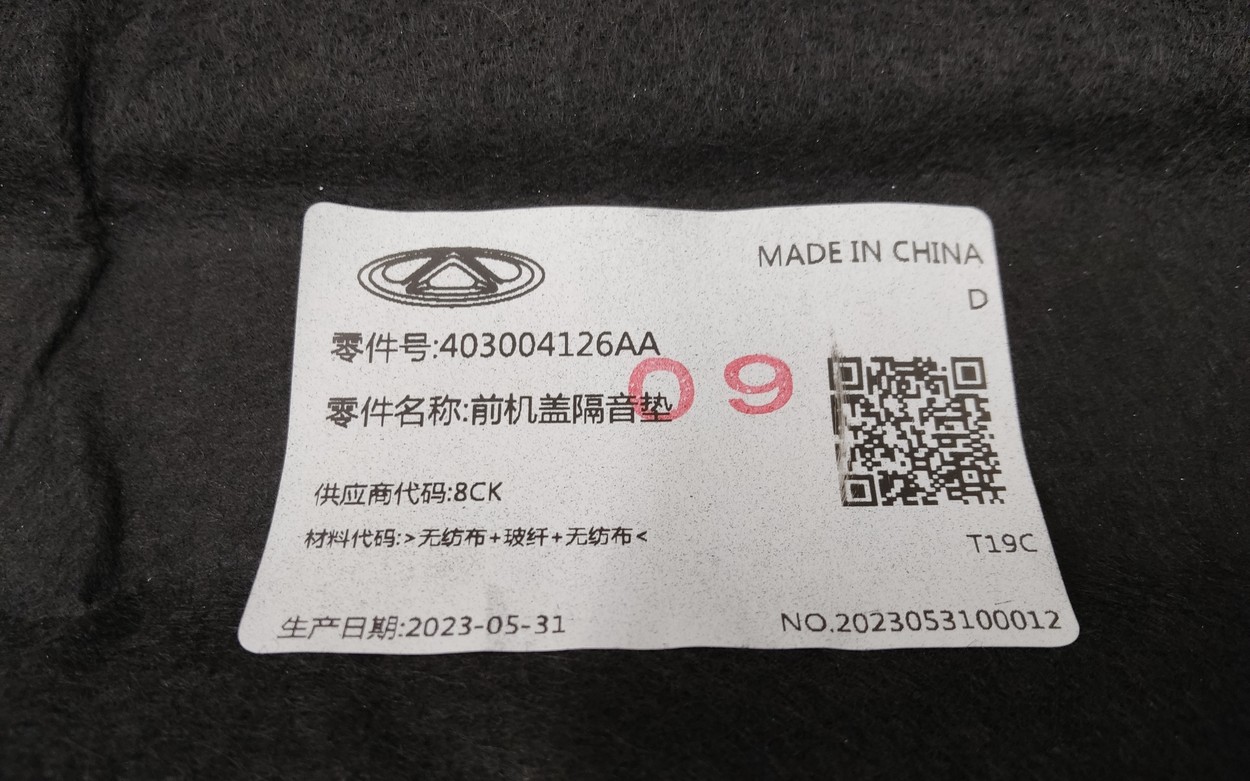 MADE IN CHINA
D
零件号:403004126AA
09
零件名称:前机盖隔音垫
供应商代码:8CK
材料代码:>无纺布+玻纤+无纺布<
T19C
生产日期:2023-05-31
NO.2023053100012